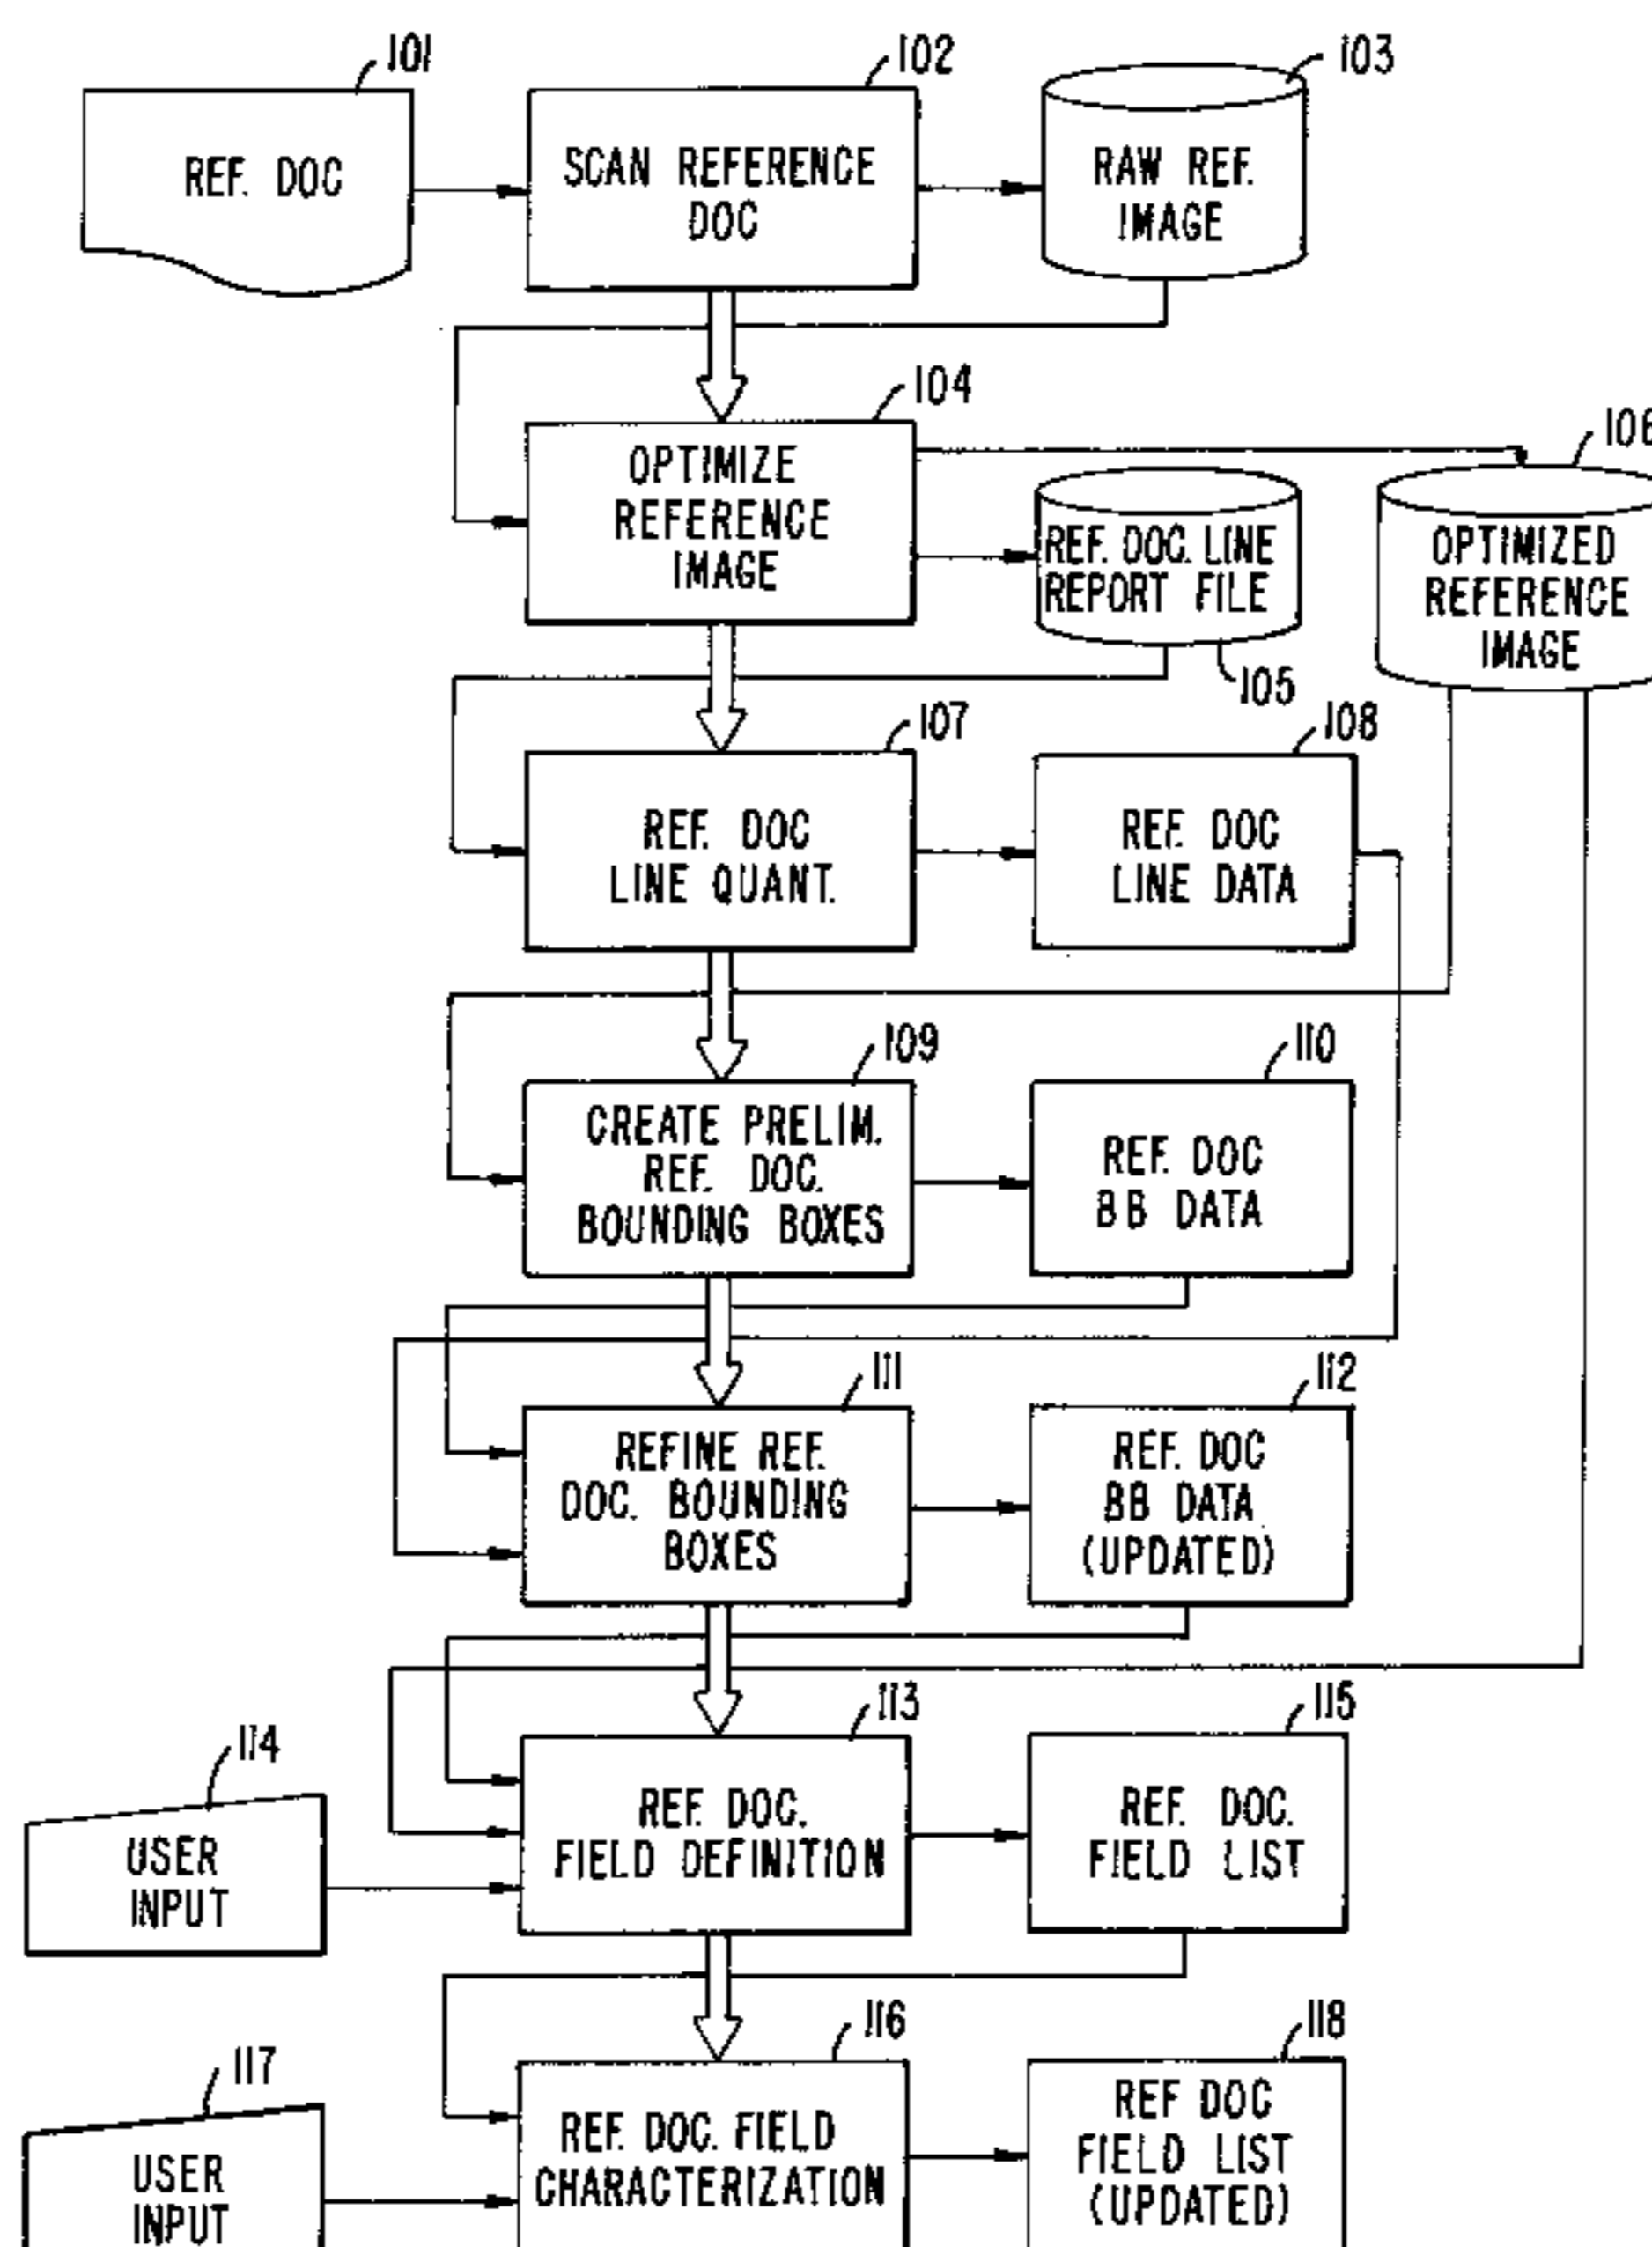 101
102
103
REF. DOC
SCAN REFERENCE
DOC
RAW REF.
IMAGE
104
106
OPTIMIZE
REFERENCE
IMAGE
REF. DOC. LINE
REPORT FILE
OPTIMIZED
REFERENCE
IMAGE
105
107
108
REF. DOC
LINE QUANT.
REF. DOC
LINE DATA
109
110
CREATE PRELIM.
REF. DOC.
BOUNDING BOXES
REF. DOC
BB DATA
111
112
REFINE REF.
DOC. BOUNDING
BOXES
REF. DOC
BB DATA
(UPDATED)
113
115
114
USER
INPUT
REF. DOC.
FIELD DEFINITION
REF. DOC.
FIELD LIST
116
118
117
USER
INPUT
REF. DOC. FIELD
CHARACTERIZATION
REF DOC
FIELD LIST
(UPDATED)